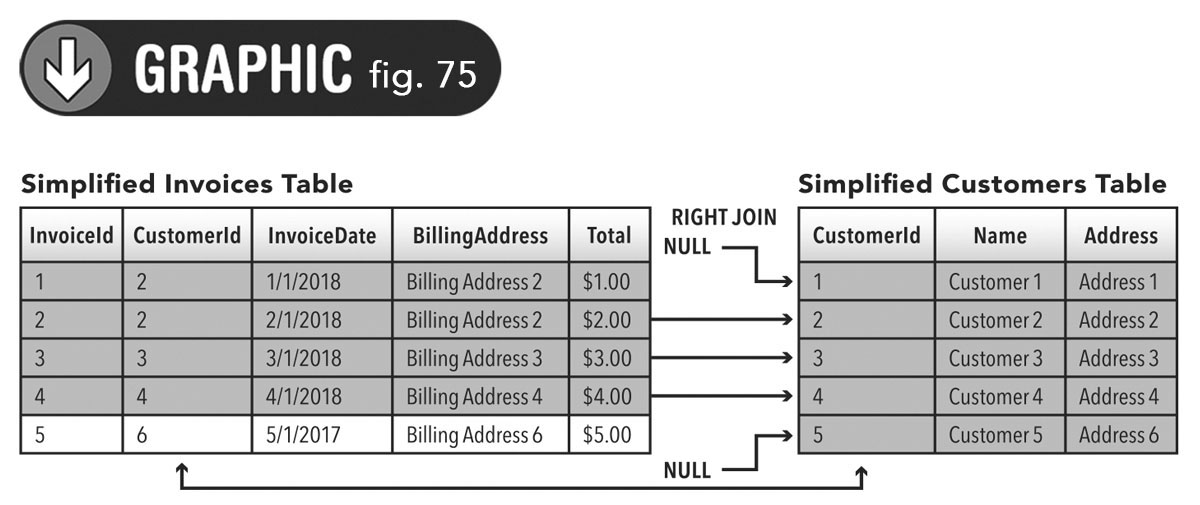 GRAPHIC fig. 75
Simplified Invoices Table
InvoiceId CustomerId InvoiceDate BillingAddress Total
1 2 1/1/2018 Billing Address 2 $1.00
2 2 2/1/2018 Billing Address 2 $2.00
3 3 3/1/2018 Billing Address 3 $3.00
4 4 4/1/2018 Billing Address 4 $4.00
5 6 5/1/2017 Billing Address 6 $5.00
RIGHT JOIN
NULL
NULL
Simplified Customers Table
CustomerId Name Address
1 Customer 1 Address 1
2 Customer 2 Address 2
3 Customer 3 Address 3
4 Customer 4 Address 4
5 Customer 5 Address 6